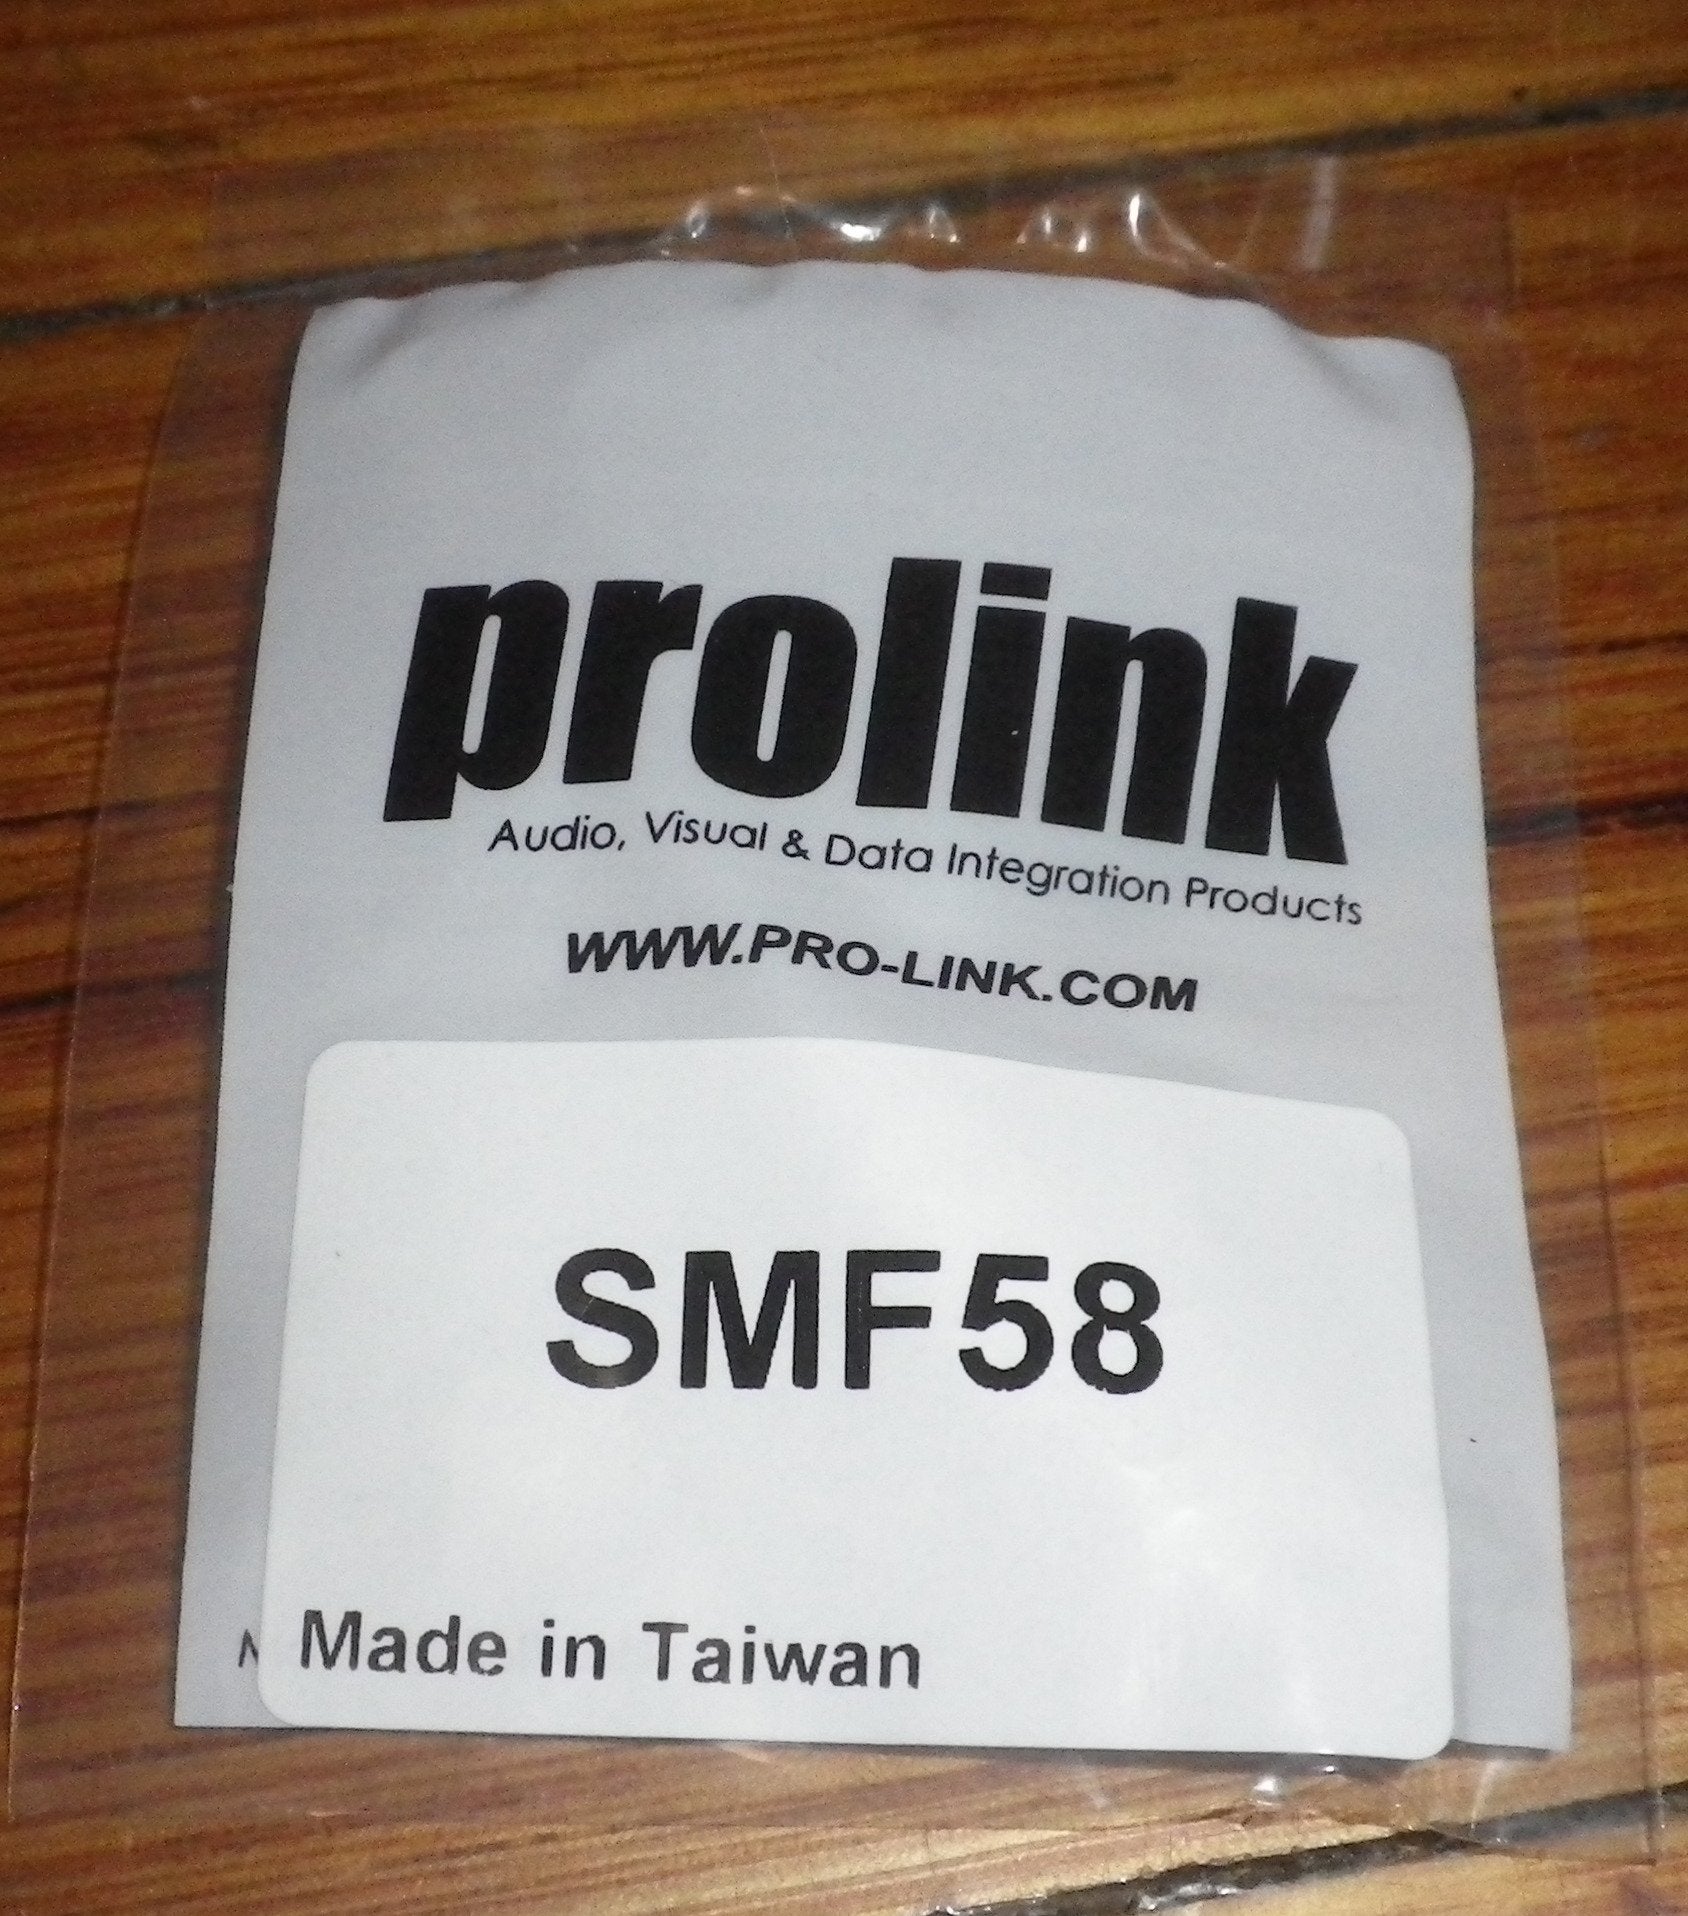 prolink
Audio, Visual & Data Integration Products
WWW.PRO-LINK.COM
SMF58
Made in Taiwan